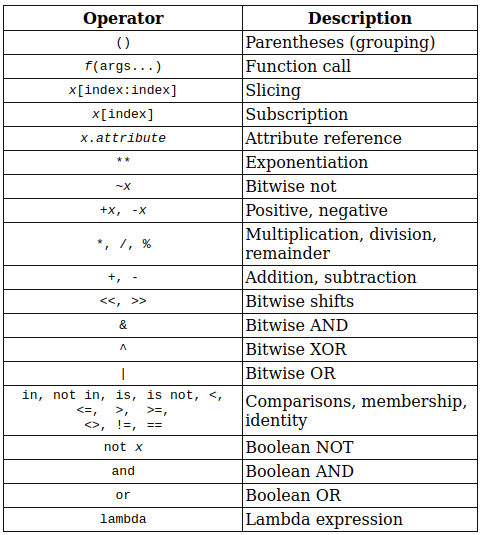 Operator Description
() Parentheses (grouping)
f(args...) Function call
x[index:index] Slicing
x[index] Subscription
x.attribute Attribute reference
** Exponentiation
~x Bitwise not
+x, -x Positive, negative
*, /, % Multiplication, division,
remainder
+, - Addition, subtraction
<<, >> Bitwise shifts
& Bitwise AND
^ Bitwise XOR
| Bitwise OR
in, not in, is, is not, <,
<=, >, >=,
<>, !=, ==
Comparisons, membership,
identity
not x Boolean NOT
and Boolean AND
or Boolean OR
lambda Lambda expression